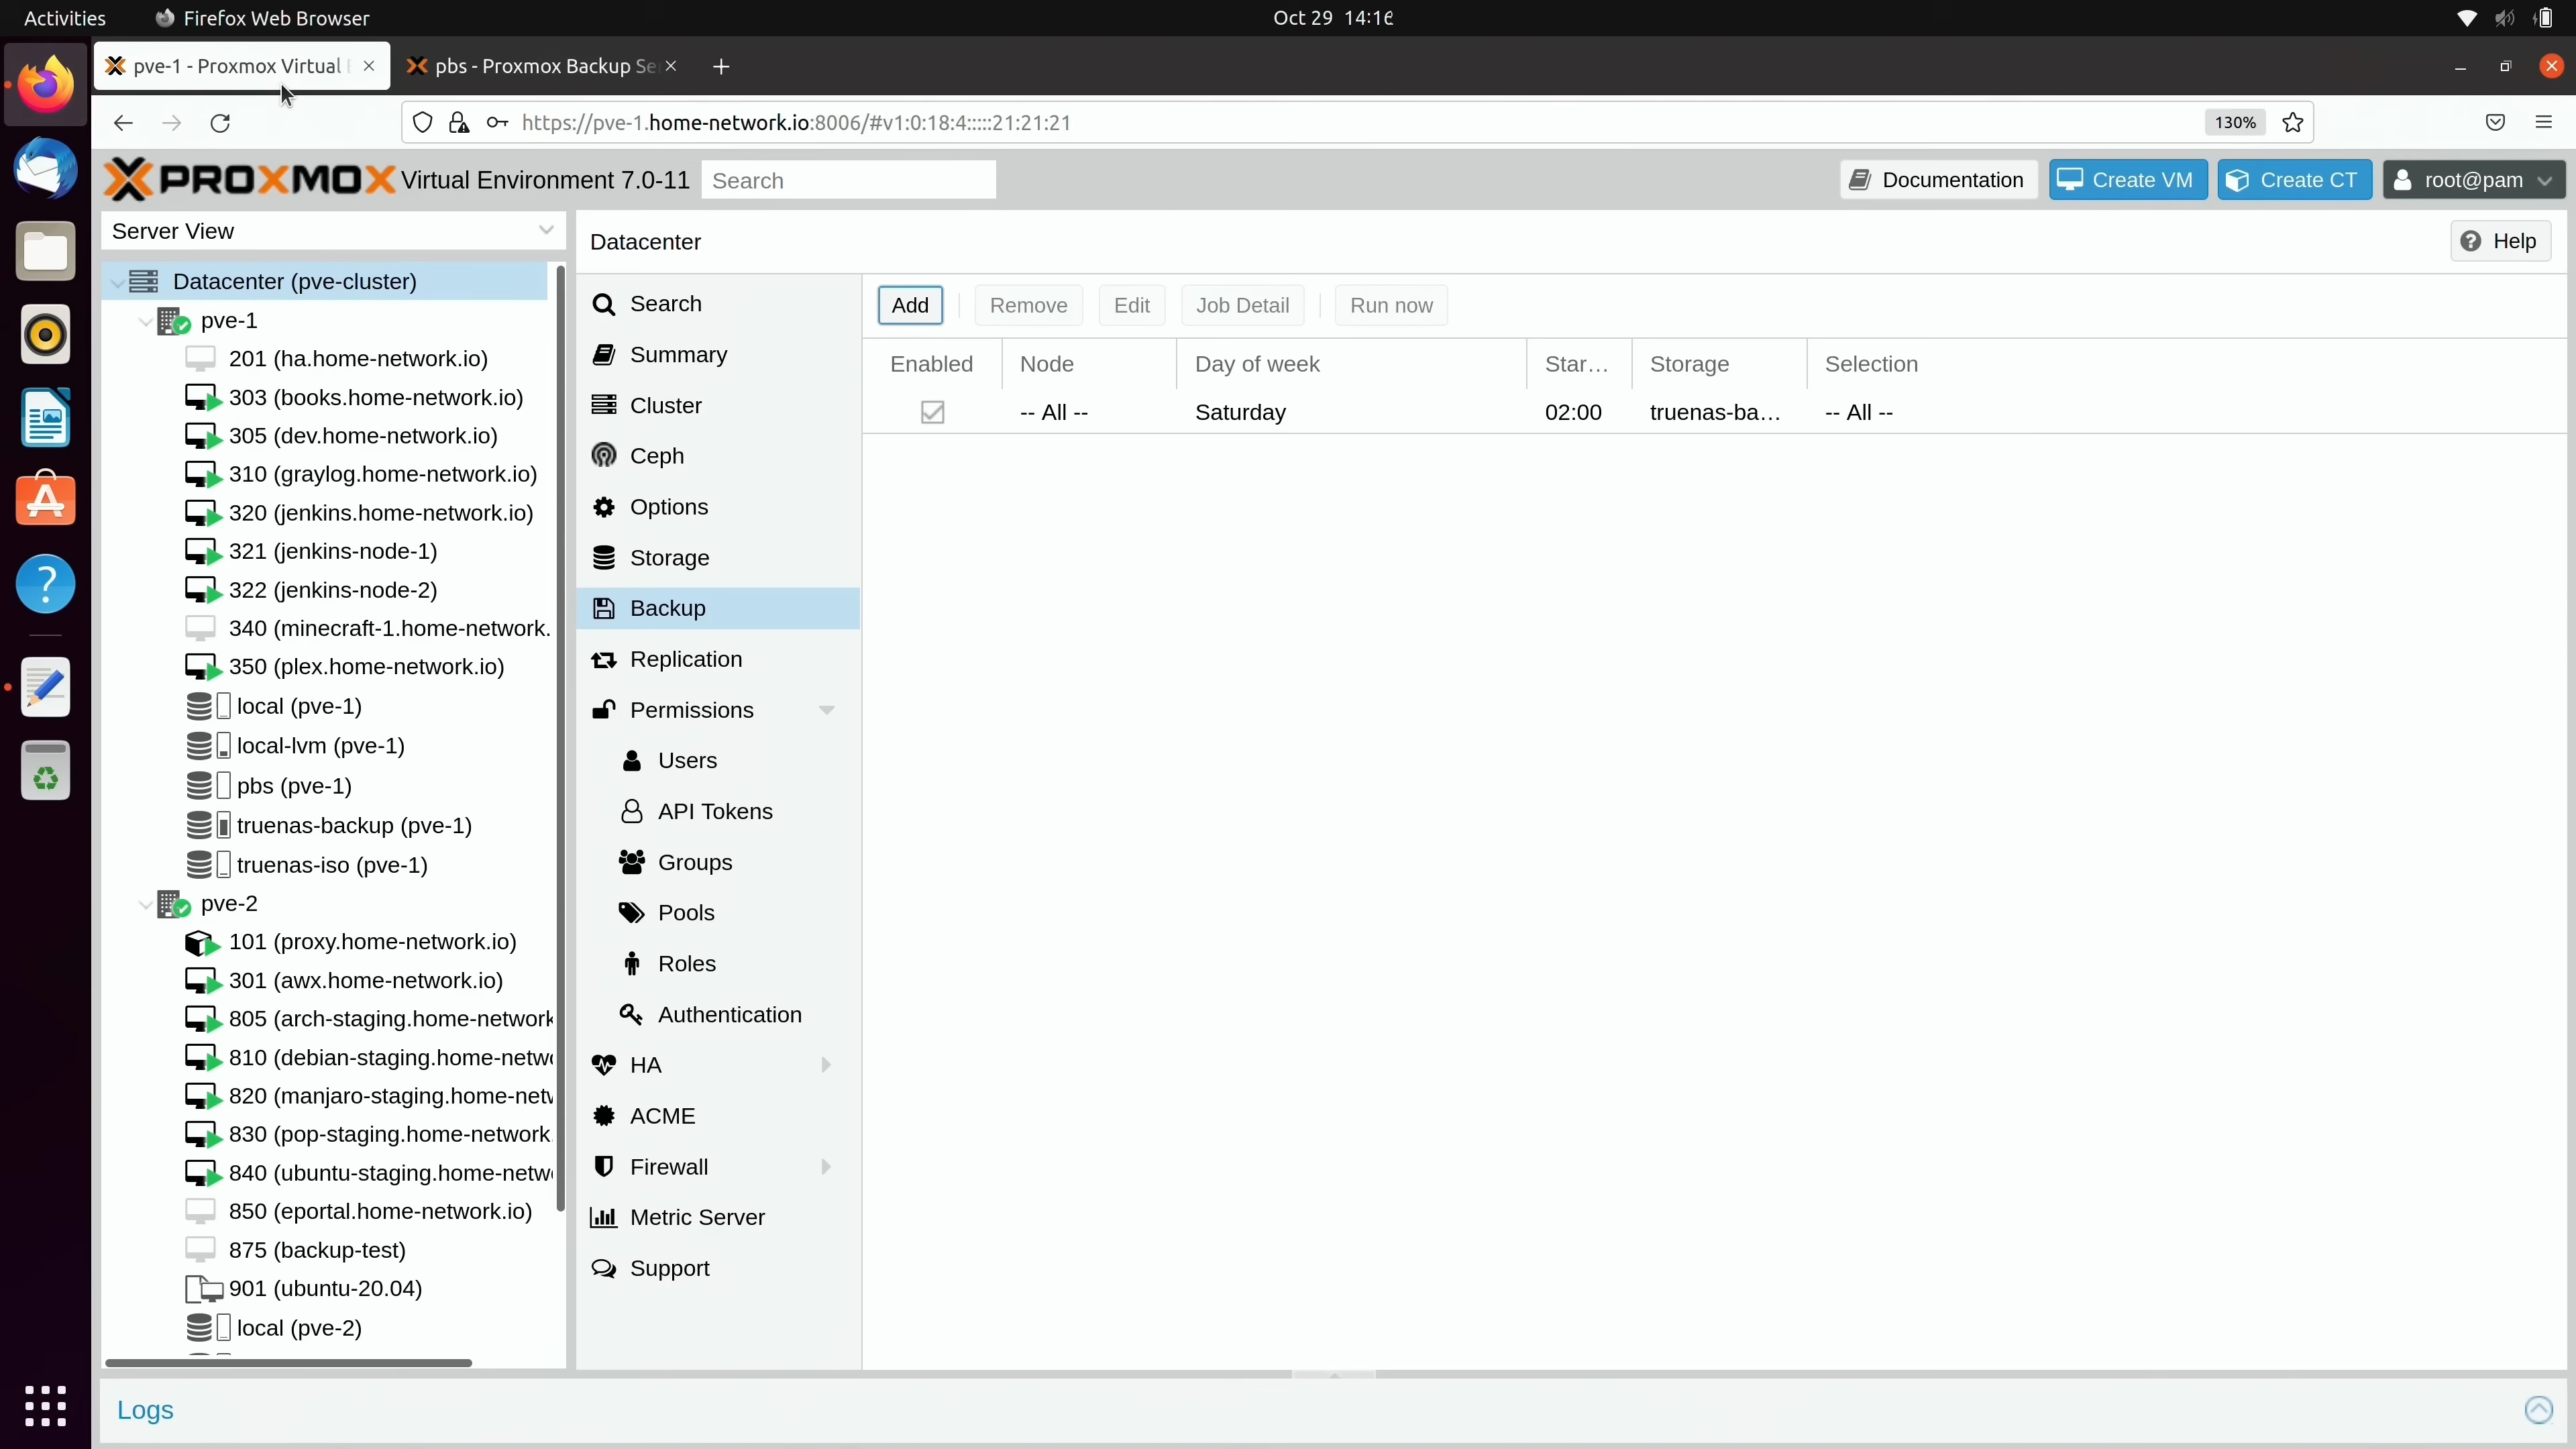 Activities Firefox Web Browser Oct 29 14:16
pve-1 - Proxmox Virtual pbs - Proxmox Backup Se
https://pve-1.home-network.io:8006/#v1:0:18:4:::::21:21:21 130%
PROXMOX Virtual Environment 7.0-11 Search Documentation Create VM Create CT root@pam
Server View
Datacenter (pve-cluster)
pve-1
201 (ha.home-network.io)
303 (books.home-network.io)
305 (dev.home-network.io)
310 (graylog.home-network.io)
320 (jenkins.home-network.io)
321 (jenkins-node-1)
322 (jenkins-node-2)
340 (minecraft-1.home-network.
350 (plex.home-network.io)
local (pve-1)
local-lvm (pve-1)
pbs (pve-1)
truenas-backup (pve-1)
truenas-iso (pve-1)
pve-2
101 (proxy.home-network.io)
301 (awx.home-network.io)
805 (arch-staging.home-network
810 (debian-staging.home-netw
820 (manjaro-staging.home-netw
830 (pop-staging.home-network.
840 (ubuntu-staging.home-netw
850 (eportal.home-network.io)
875 (backup-test)
901 (ubuntu-20.04)
local (pve-2)
Datacenter Help
Search
Summary
Cluster
Ceph
Options
Storage
Backup
Replication
Permissions
Users
API Tokens
Groups
Pools
Roles
Authentication
HA
ACME
Firewall
Metric Server
Support
Add Remove Edit Job Detail Run now
Enabled Node Day of week Star... Storage Selection
-- All -- Saturday 02:00 truenas-ba... -- All --
Logs